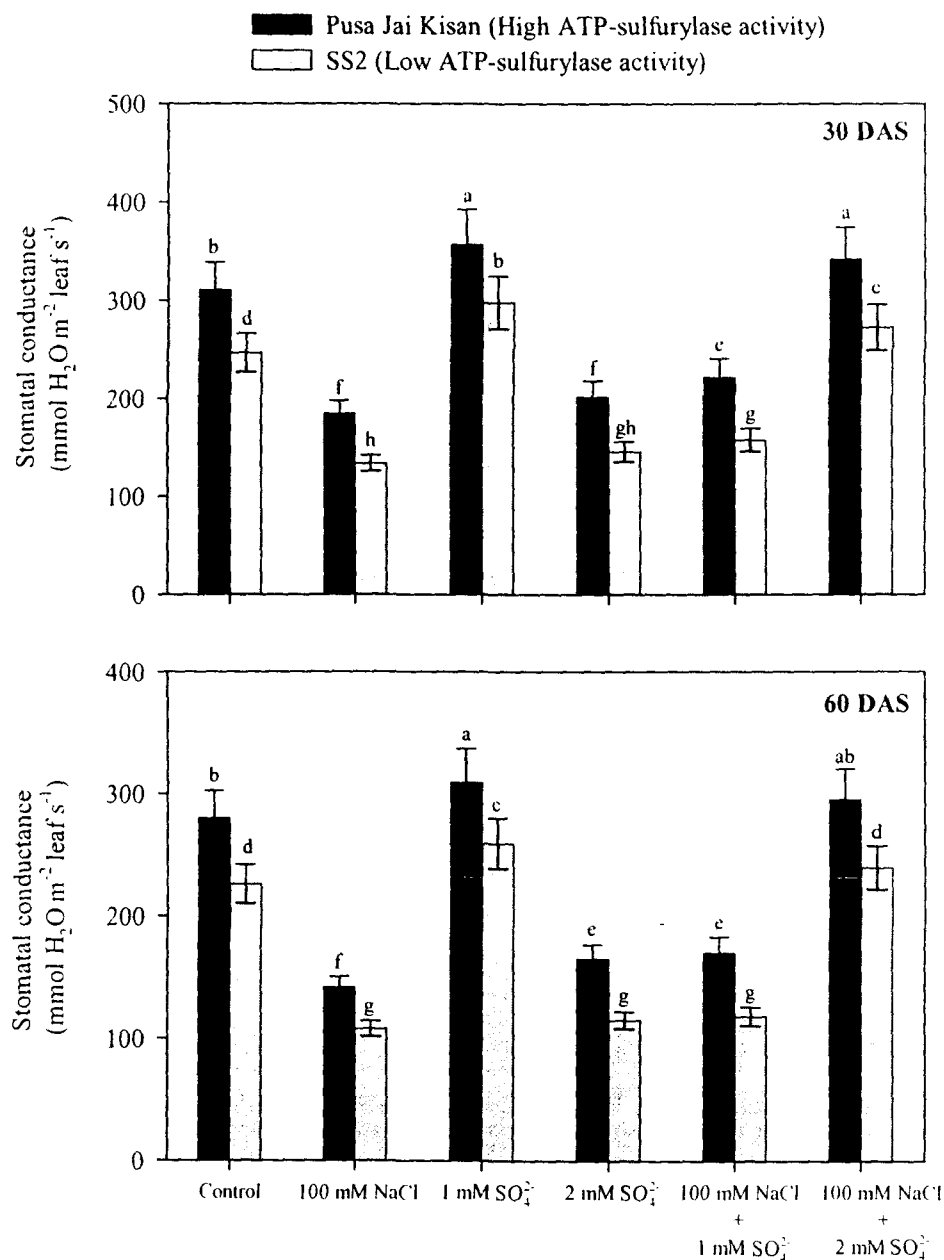 Pusa Jai Kisan (High ATP-sulfurylase activity)
SS2 (Low ATP-sulfurylase activity)
30 DAS
Stomatal conductance
(mmol H₂O m⁻² leaf s⁻¹)
500
400
300
200
100
0
b
d
f
h
a
b
f
gh
e
g
a
c
60 DAS
Stomatal conductance
(mmol H₂O m⁻² leaf s⁻¹)
400
300
200
100
0
b
d
f
g
a
c
e
g
e
g
ab
d
Control
100 mM NaCl
1 mM SO₄²⁻
2 mM SO₄²⁻
100 mM NaCl
+
1 mM SO₄²⁻
100 mM NaCl
+
2 mM SO₄²⁻